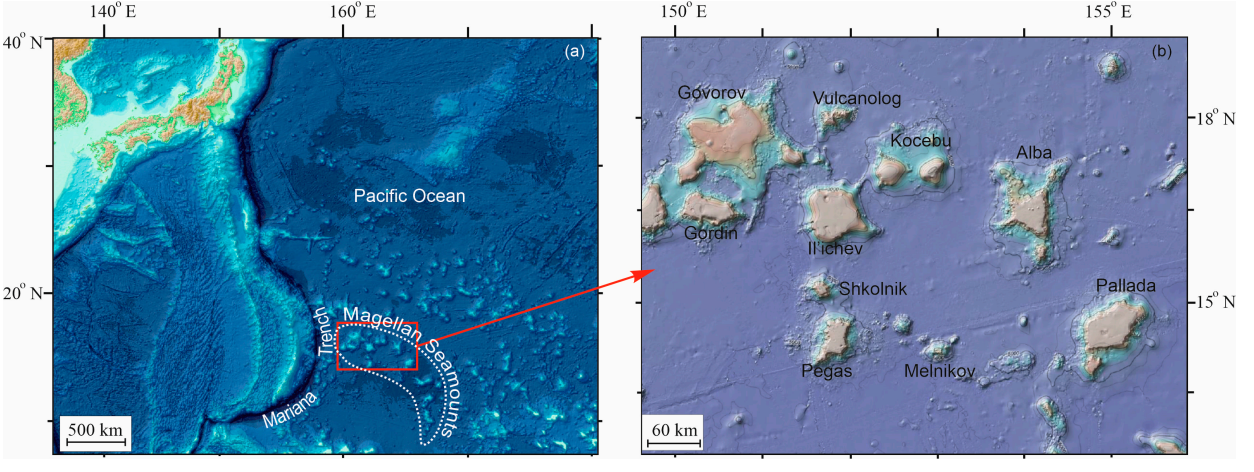 140° E
160° E
40° N
(a)
Pacific Ocean
20° N
Magellan Seamounts
Trench
Mariana
500 km
150° E
155° E
(b)
Govorov
Vulcanolog
18° N
Kocebu
Alba
Gordin
Il'ichev
Shkolnik
Pallada
15° N
Pegas
Melnikov
60 km